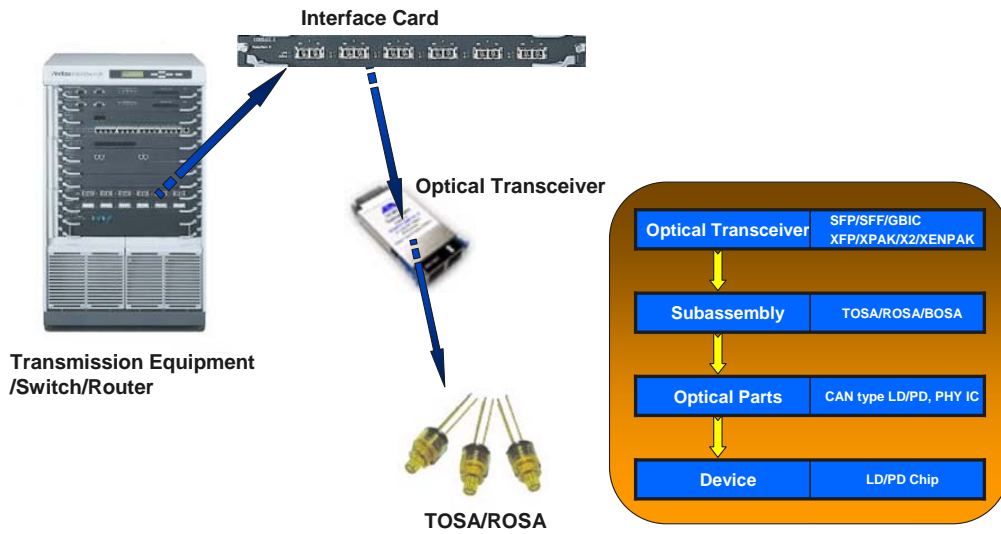 Interface Card
Optical Transceiver
Transmission Equipment
/Switch/Router
TOSA/ROSA
Optical Transceiver
SFP/SFF/GBIC
XFP/XPAK/X2/XENPAK
Subassembly
TOSA/ROSA/BOSA
Optical Parts
CAN type LD/PD, PHY IC
Device
LD/PD Chip